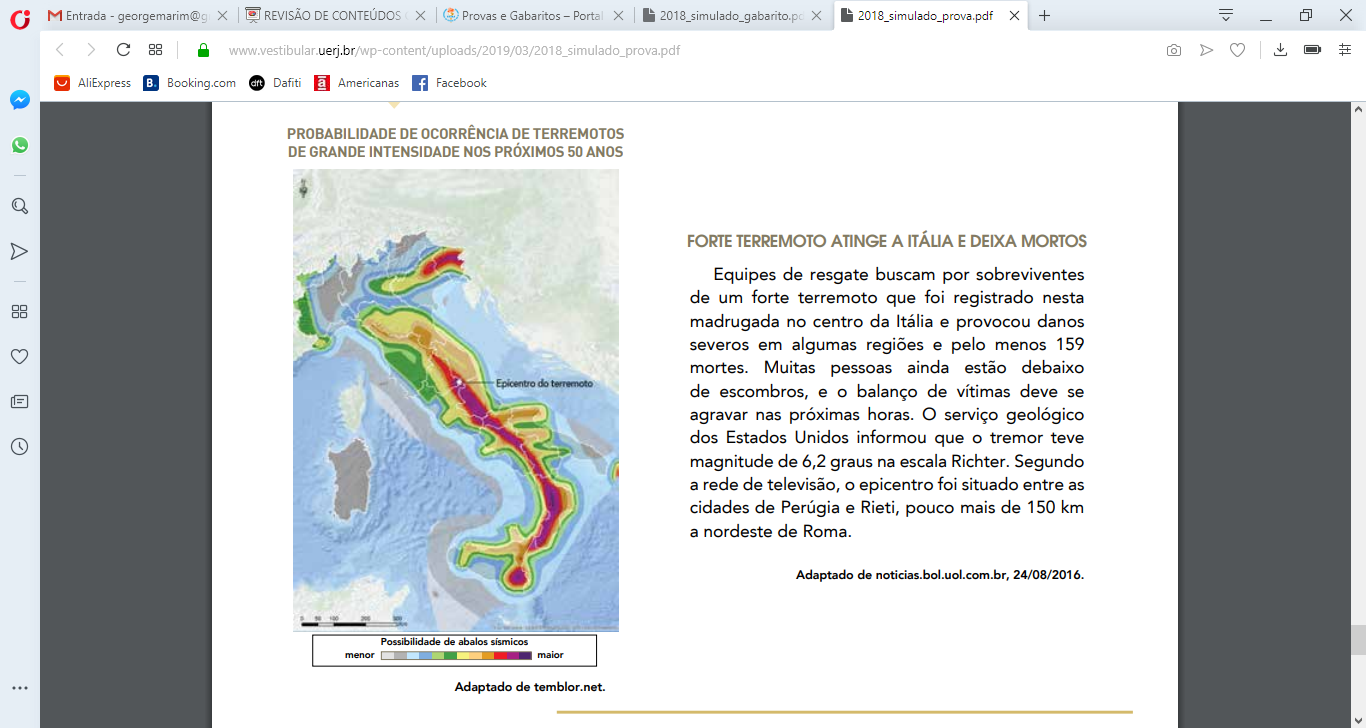 Entrada - georgemarim@g
REVISÃO DE CONTEÚDOS
Provas e Gabaritos – Portal
2018_simulado_gabarito.pd
2018_simulado_prova.pdf
www.vestibular.uerj.br/wp-content/uploads/2019/03/2018_simulado_prova.pdf
AliExpress
B. Booking.com
dft Dafiti
a Americanas
Facebook
PROBABILIDADE DE OCORRÊNCIA DE TERREMOTOS
DE GRANDE INTENSIDADE NOS PRÓXIMOS 50 ANOS
Epicentro do terremoto
Possibilidade de abalos sísmicos
menor maior
Adaptado de temblor.net.
FORTE TERREMOTO ATINGE A ITÁLIA E DEIXA MORTOS
Equipes de resgate buscam por sobreviventes
de um forte terremoto que foi registrado nesta
madrugada no centro da Itália e provocou danos
severos em algumas regiões e pelo menos 159
mortes. Muitas pessoas ainda estão debaixo
de escombros, e o balanço de vítimas deve se
agravar nas próximas horas. O serviço geológico
dos Estados Unidos informou que o tremor teve
magnitude de 6,2 graus na escala Richter. Segundo
a rede de televisão, o epicentro foi situado entre as
cidades de Perúgia e Rieti, pouco mais de 150 km
a nordeste de Roma.
Adaptado de noticias.bol.uol.com.br, 24/08/2016.